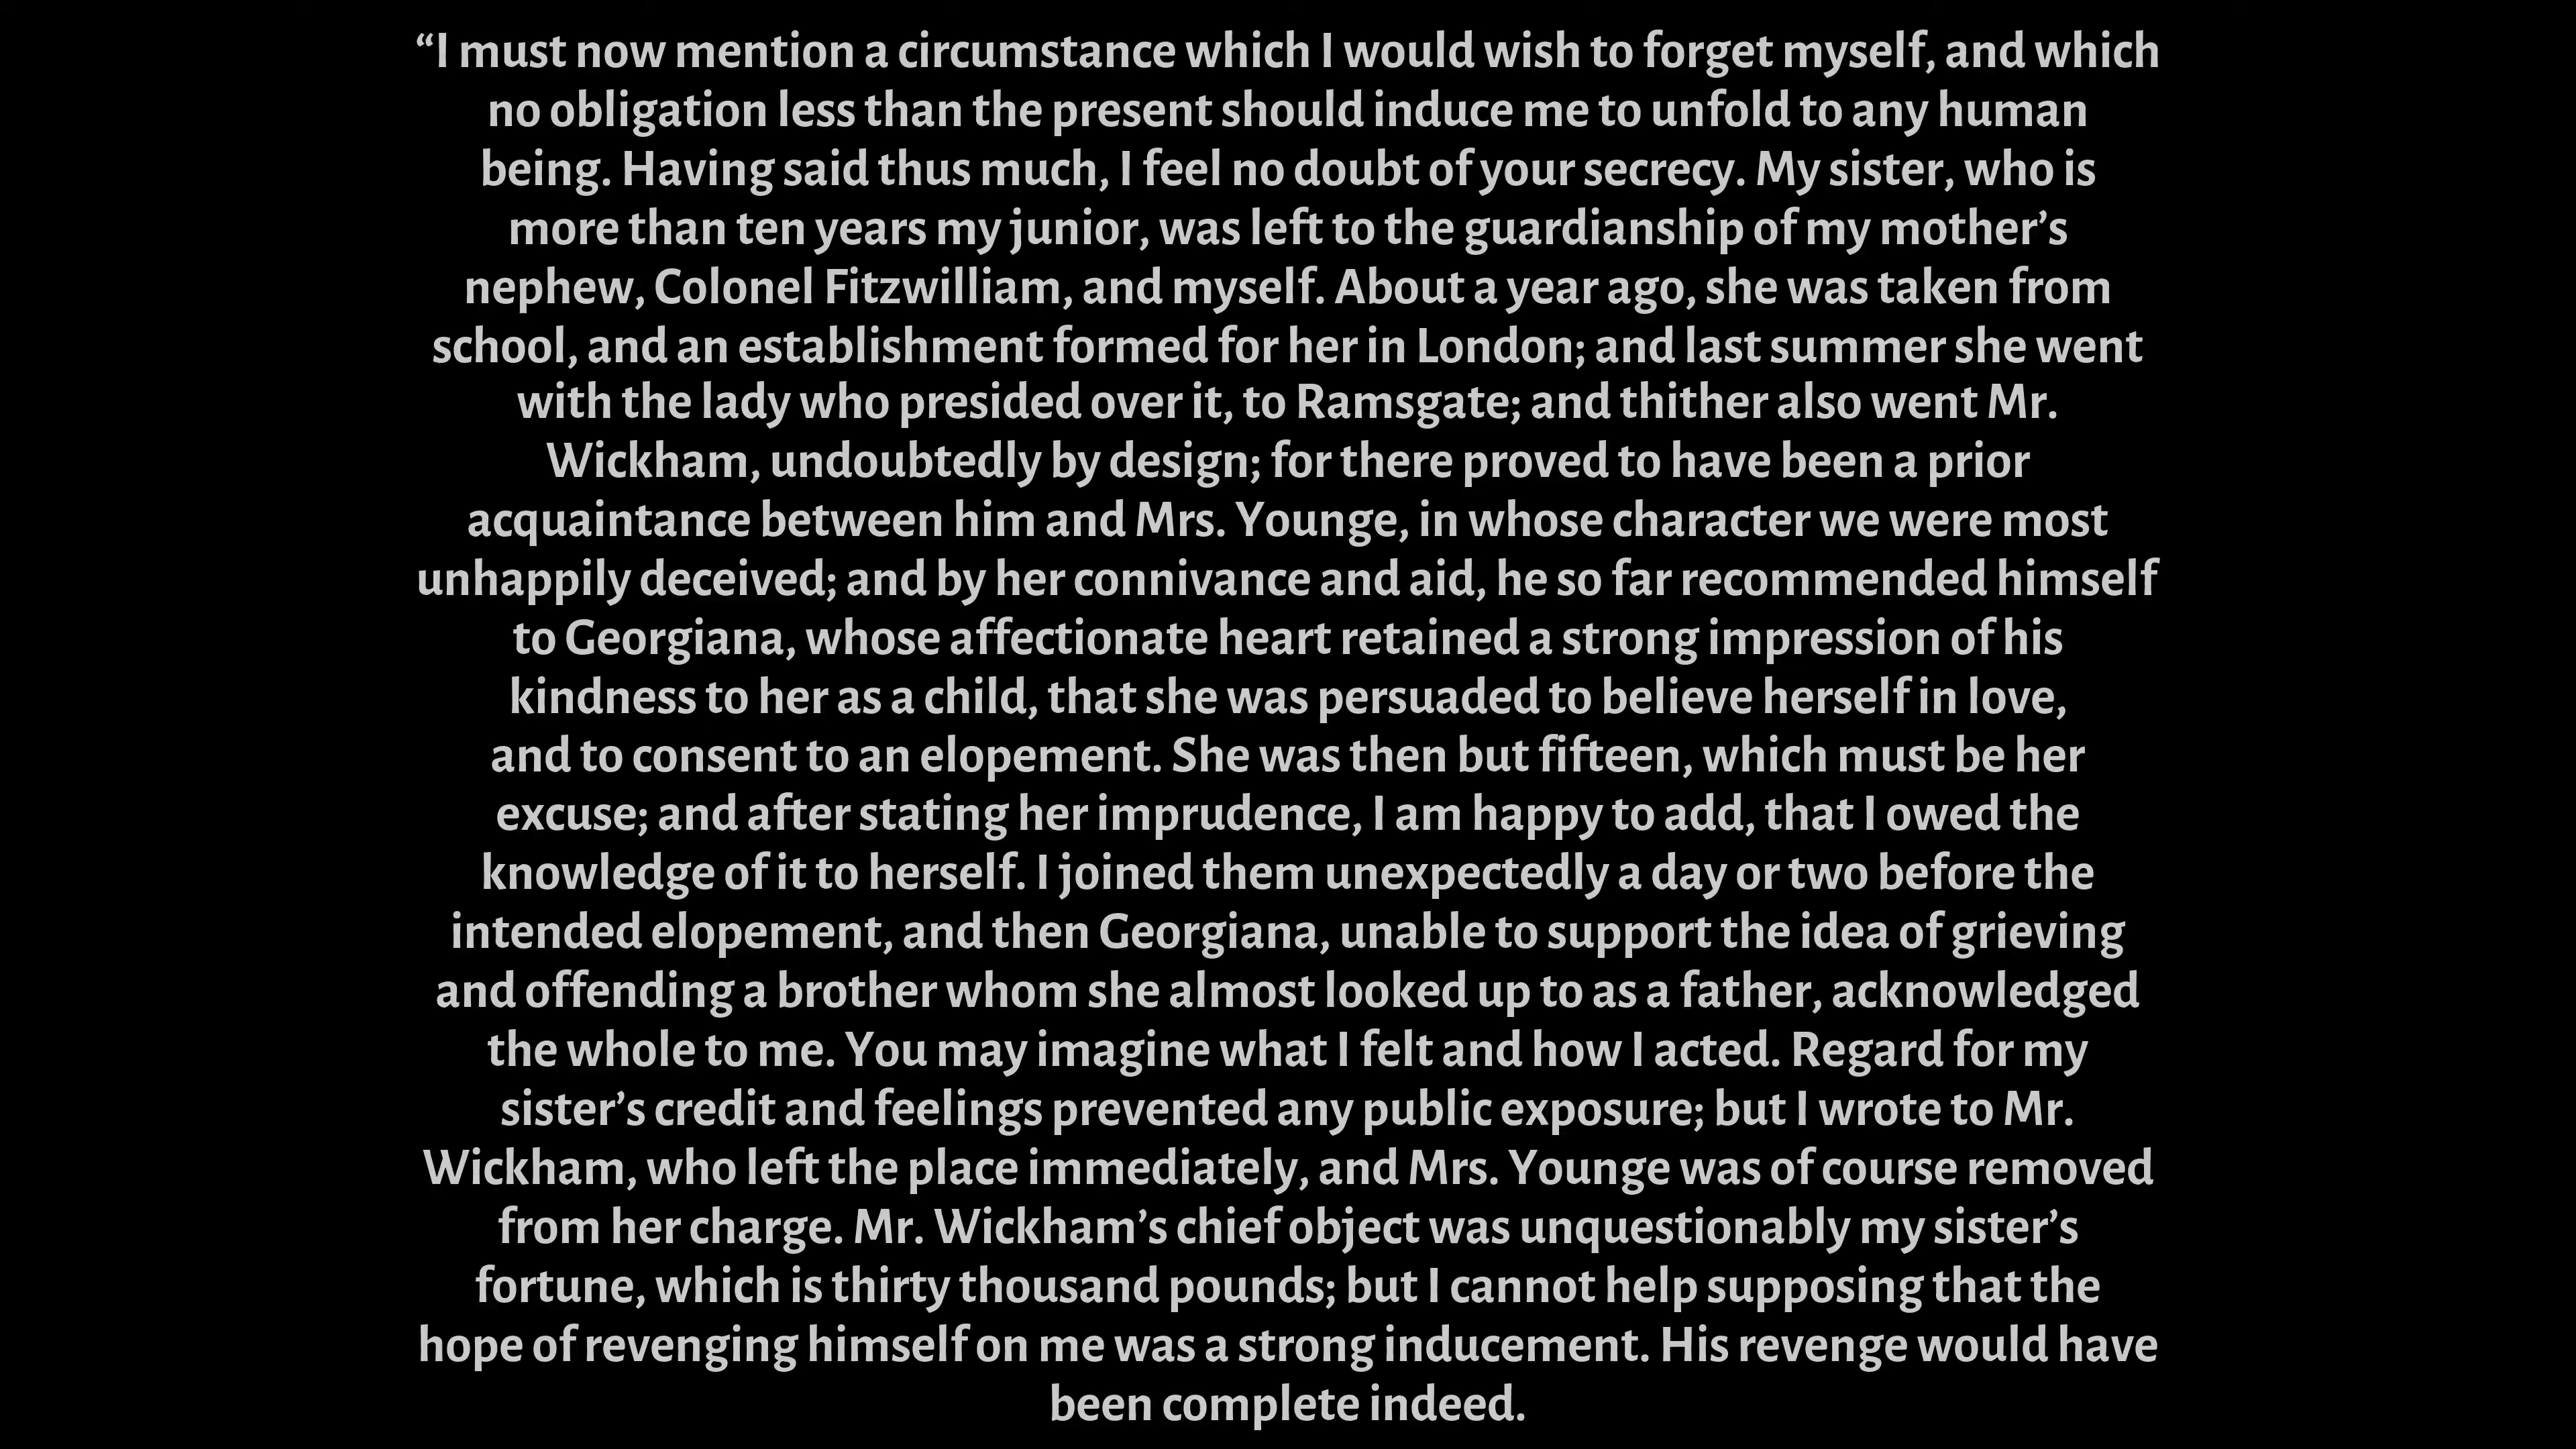 “I must now mention a circumstance which I would wish to forget myself, and which
no obligation less than the present should induce me to unfold to any human
being. Having said thus much, I feel no doubt of your secrecy. My sister, who is
more than ten years my junior, was left to the guardianship of my mother’s
nephew, Colonel Fitzwilliam, and myself. About a year ago, she was taken from
school, and an establishment formed for her in London; and last summer she went
with the lady who presided over it, to Ramsgate; and thither also went Mr.
Wickham, undoubtedly by design; for there proved to have been a prior
acquaintance between him and Mrs. Younge, in whose character we were most
unhappily deceived; and by her connivance and aid, he so far recommended himself
to Georgiana, whose affectionate heart retained a strong impression of his
kindness to her as a child, that she was persuaded to believe herself in love,
and to consent to an elopement. She was then but fifteen, which must be her
excuse; and after stating her imprudence, I am happy to add, that I owed the
knowledge of it to herself. I joined them unexpectedly a day or two before the
intended elopement, and then Georgiana, unable to support the idea of grieving
and offending a brother whom she almost looked up to as a father, acknowledged
the whole to me. You may imagine what I felt and how I acted. Regard for my
sister’s credit and feelings prevented any public exposure; but I wrote to Mr.
Wickham, who left the place immediately, and Mrs. Younge was of course removed
from her charge. Mr. Wickham’s chief object was unquestionably my sister’s
fortune, which is thirty thousand pounds; but I cannot help supposing that the
hope of revenging himself on me was a strong inducement. His revenge would have
been complete indeed.